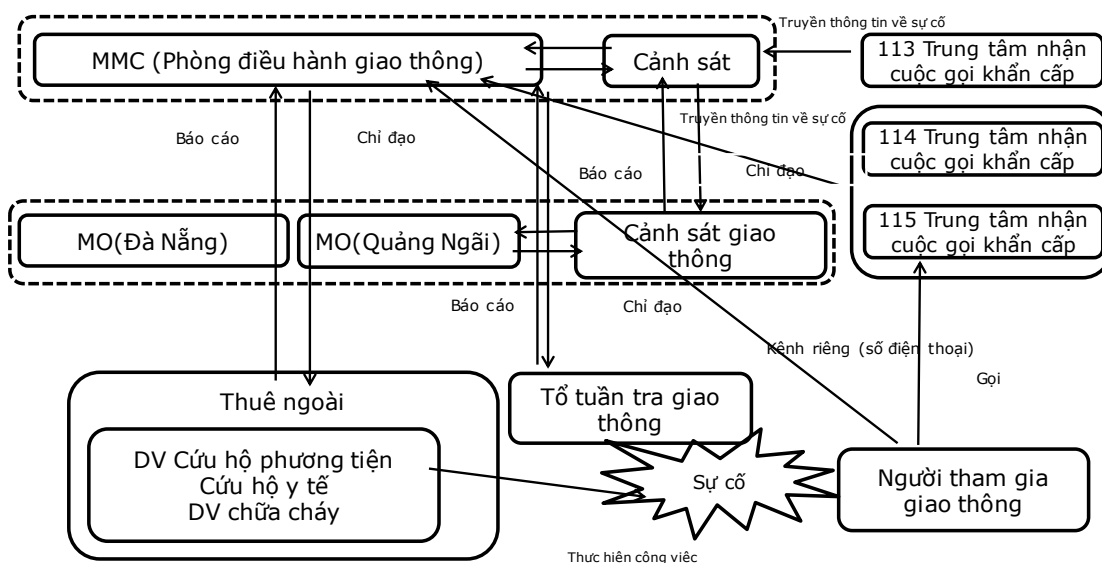 Truyền thông tin về sự cố
MMC (Phòng điều hành giao thông)
Cảnh sát
113 Trung tâm nhận
cuộc gọi khẩn cấp
Truyền thông tin về sự cố
Báo cáo
Chỉ đạo
114 Trung tâm nhận
cuộc gọi khẩn cấp
Báo cáo
Chỉ đạo
MO(Đà Nẵng)
MO(Quảng Ngãi)
Cảnh sát giao
thông
115 Trung tâm nhận
cuộc gọi khẩn cấp
Báo cáo
Chỉ đạo
Kênh riêng (số điện thoại)
Gọi
Thuê ngoài
Tổ tuần tra giao
thông
DV Cứu hộ phương tiện
Cứu hộ y tế
DV chữa cháy
Sự cố
Người tham gia
giao thông
Thực hiện công việc